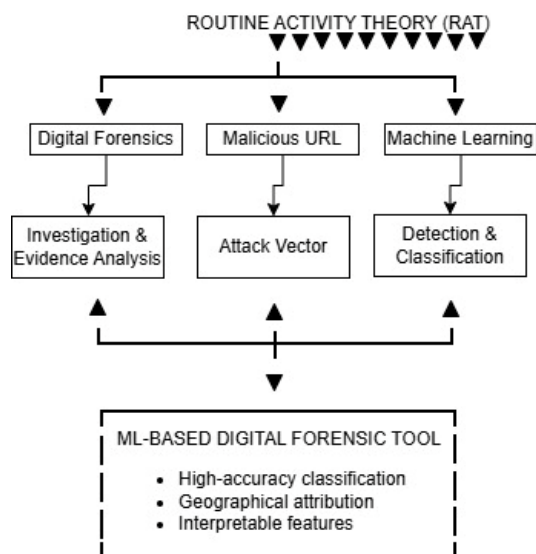 ROUTINE ACTIVITY THEORY (RAT)
Digital Forensics
Malicious URL
Machine Learning
Investigation &
Evidence Analysis
Attack Vector
Detection &
Classification
ML-BASED DIGITAL FORENSIC TOOL
• High-accuracy classification
• Geographical attribution
• Interpretable features